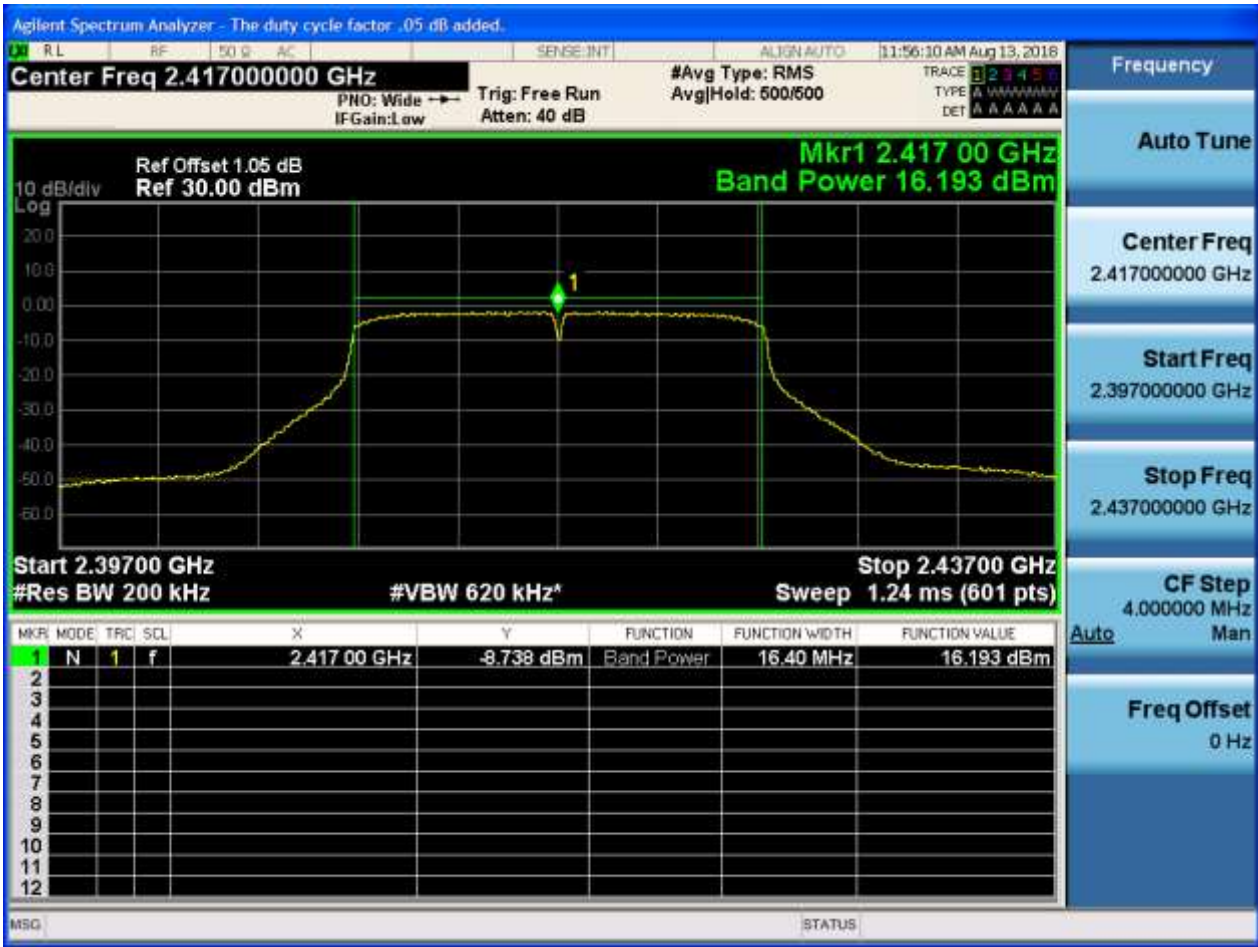 Agilent Spectrum Analyzer - The duty cycle factor .05 dB added.
RL RF 50 Ω AC SENSE:INT ALIGN AUTO 11:56:10 AM Aug 13, 2018
Center Freq 2.417000000 GHz #Avg Type: RMS TRACE 1 2 3 4 5 6
PNO: Wide Trig: Free Run Avg|Hold: 500/500 TYPE A WWWWW
IFGain:Low Atten: 40 dB DET A A A A A A
Frequency
Auto Tune
Center Freq
2.417000000 GHz
Start Freq
2.397000000 GHz
Stop Freq
2.437000000 GHz
CF Step
4.000000 MHz
Auto Man
Freq Offset
0 Hz
Ref Offset 1.05 dB Mkr1 2.417 00 GHz
10 dB/div Ref 30.00 dBm Band Power 16.193 dBm
Log
20.0
10.0
1
0.00
-10.0
-20.0
-30.0
-40.0
-50.0
-60.0
Start 2.39700 GHz Stop 2.43700 GHz
#Res BW 200 kHz #VBW 620 kHz* Sweep 1.24 ms (601 pts)
MKR MODE TRC SCL X Y FUNCTION FUNCTION WIDTH FUNCTION VALUE
1 N 1 f 2.417 00 GHz -8.738 dBm Band Power 16.40 MHz 16.193 dBm
2
3
4
5
6
7
8
9
10
11
12
MSG STATUS